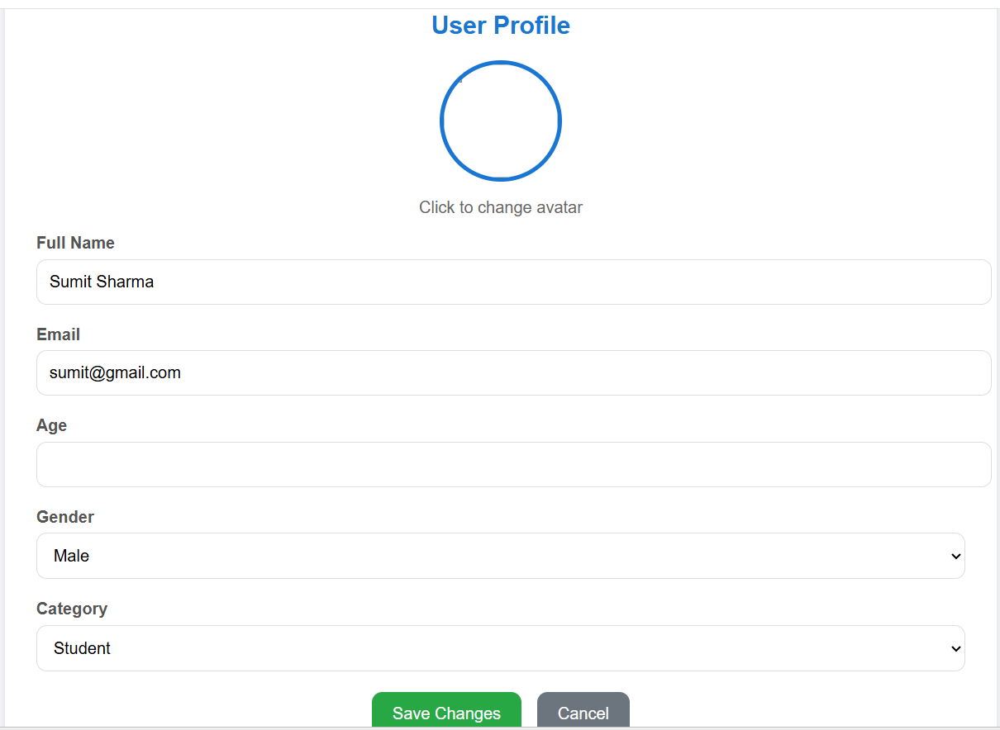 User Profile
Click to change avatar
Full Name
Sumit Sharma
Email
sumit@gmail.com
Age
Gender
Male
Category
Student
Save Changes Cancel